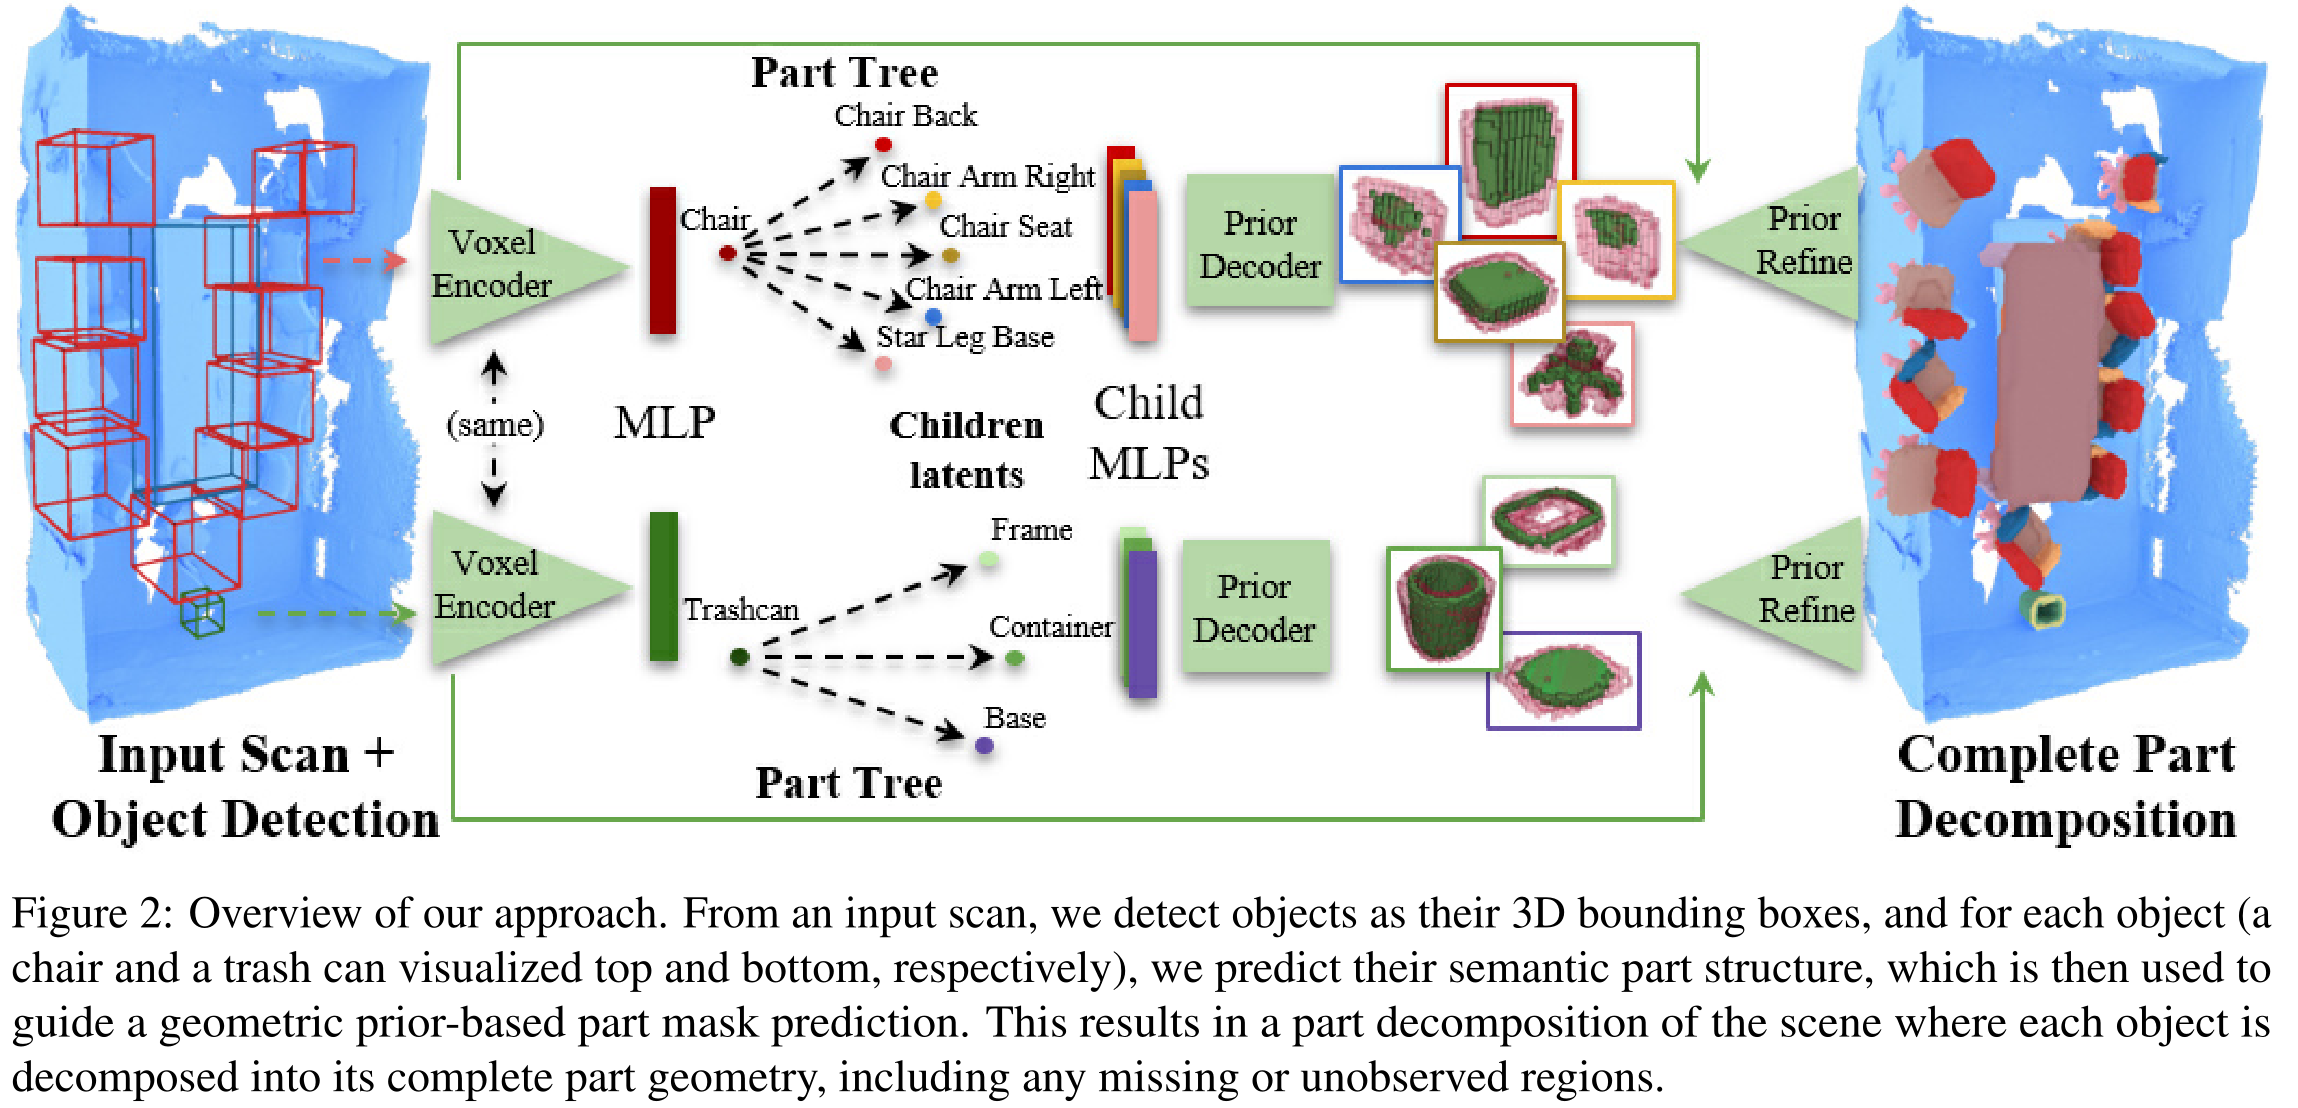 Part Tree
Chair Back
Chair Arm Right
Chair
Chair Seat
Chair Arm Left
Star Leg Base
Voxel
Encoder
Prior
Decoder
Prior
Refine
(same)
MLP
Children
latents
Child
MLPs
Voxel
Encoder
Trashcan
Frame
Container
Base
Prior
Decoder
Prior
Refine
Part Tree
Input Scan +
Object Detection
Complete Part
Decomposition
Figure 2: Overview of our approach. From an input scan, we detect objects as their 3D bounding boxes, and for each object (a
chair and a trash can visualized top and bottom, respectively), we predict their semantic part structure, which is then used to
guide a geometric prior-based part mask prediction. This results in a part decomposition of the scene where each object is
decomposed into its complete part geometry, including any missing or unobserved regions.